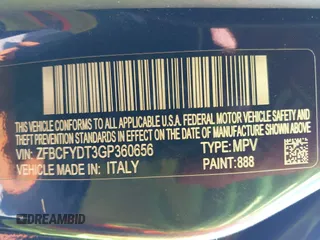 THIS VEHICLE CONFORMS TO ALL APPLICABLE U.S.A. FEDERAL MOTOR VEHICLE SAFETY
AND THEFT PREVENTION STANDARDS IN EFFECT ON THE DATE OF MANUFACTURE SHOWN ABOVE.
VIN: ZFBCFYDT3GP360656 TYPE: MPV
VEHICLE MADE IN: ITALY PAINT: 888
DREAMBID